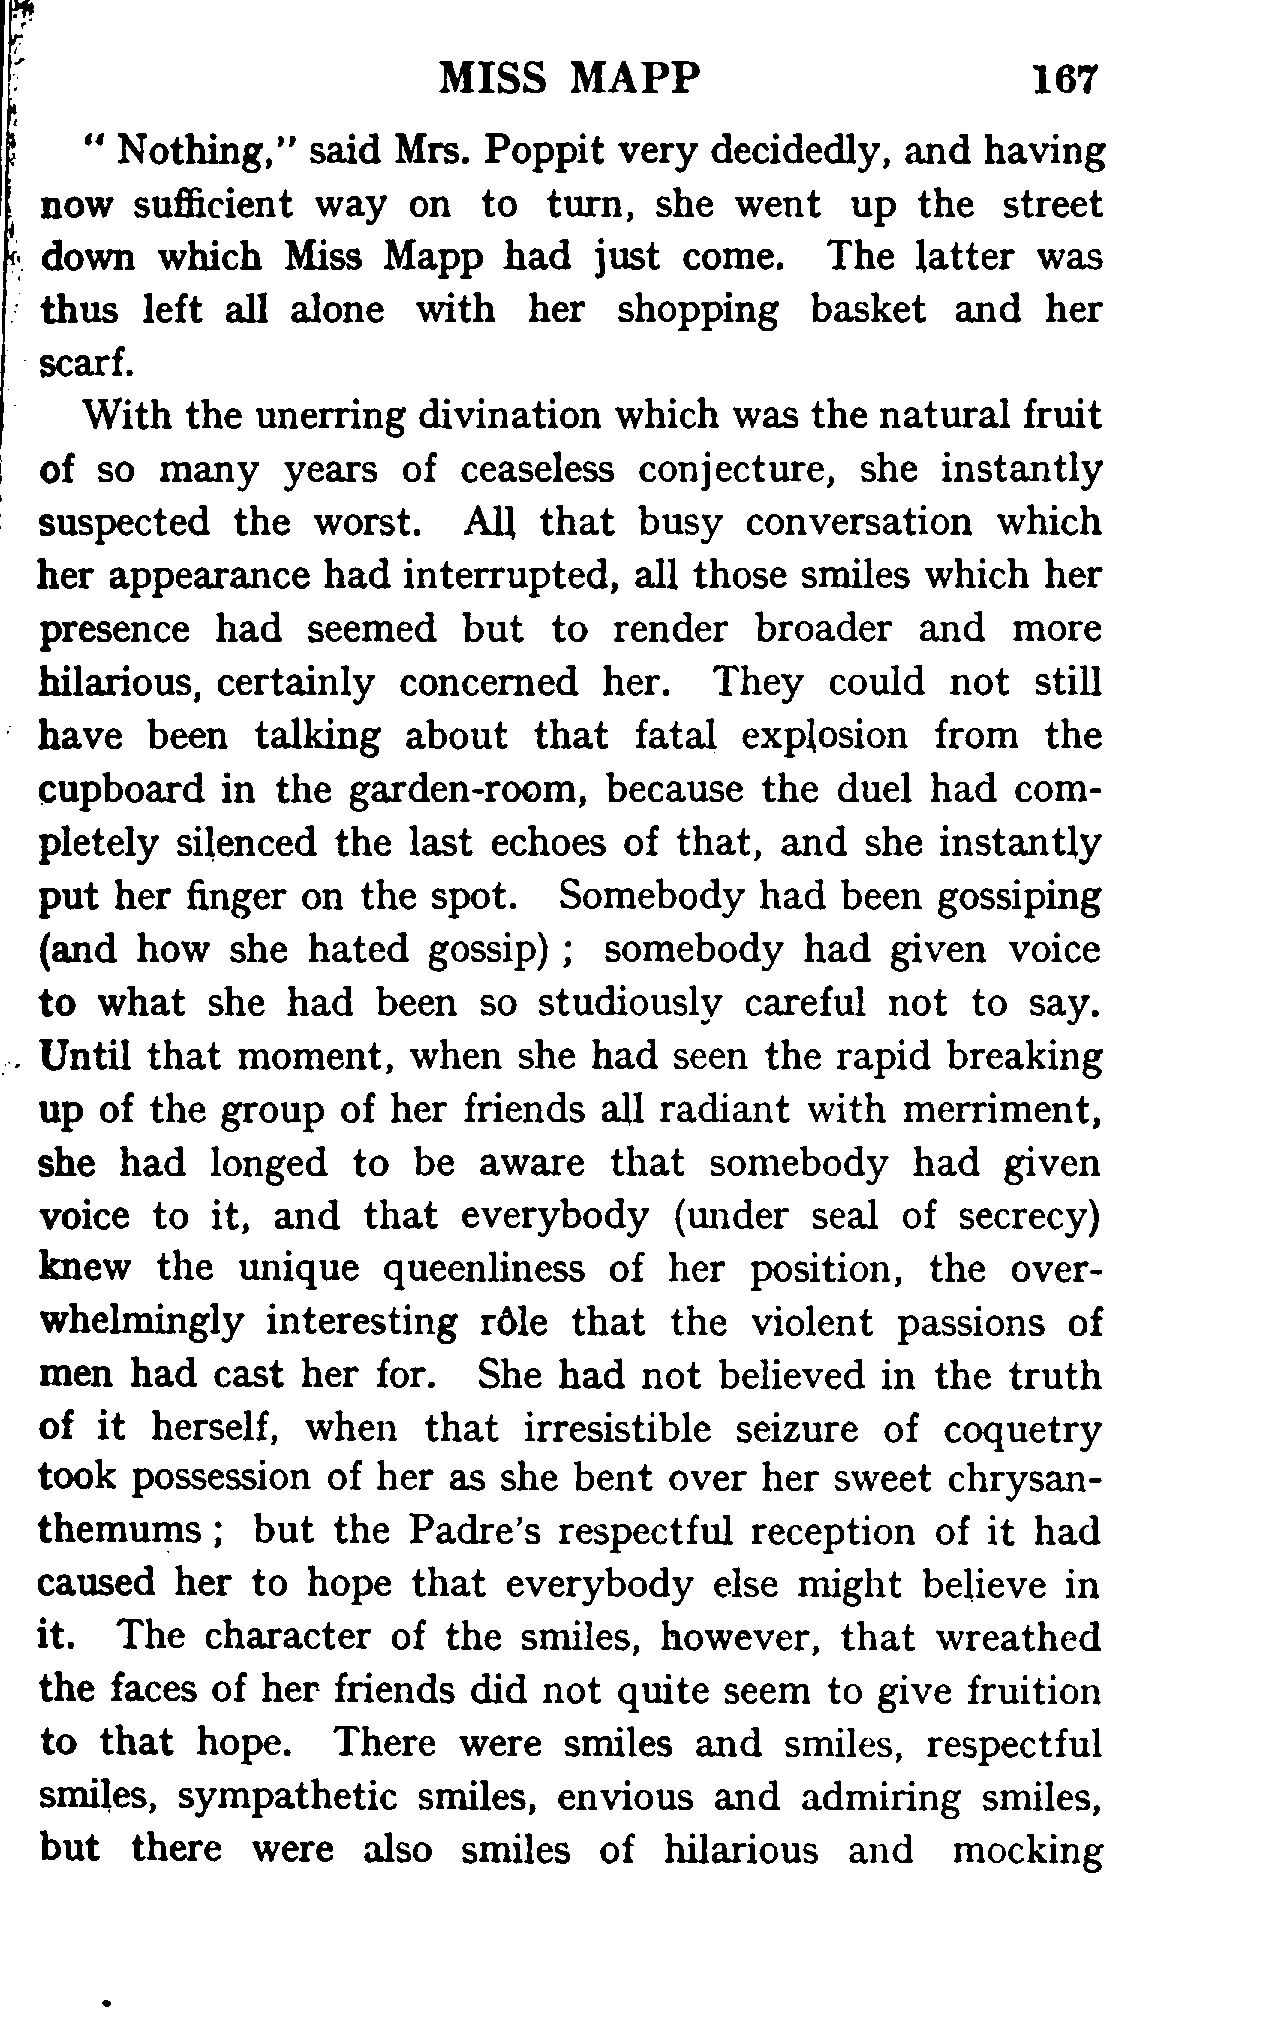 MISS MAPP 167
“ Nothing,” said Mrs. Poppit very decidedly, and having
now sufficient way on to turn, she went up the street
down which Miss Mapp had just come. The latter was
thus left all alone with her shopping basket and her
scarf.
With the unerring divination which was the natural fruit
of so many years of ceaseless conjecture, she instantly
suspected the worst. All that busy conversation which
her appearance had interrupted, all those smiles which her
presence had seemed but to render broader and more
hilarious, certainly concerned her. They could not still
have been talking about that fatal explosion from the
cupboard in the garden-room, because the duel had com-
pletely silenced the last echoes of that, and she instantly
put her finger on the spot. Somebody had been gossiping
(and how she hated gossip) ; somebody had given voice
to what she had been so studiously careful not to say.
Until that moment, when she had seen the rapid breaking
up of the group of her friends all radiant with merriment,
she had longed to be aware that somebody had given
voice to it, and that everybody (under seal of secrecy)
knew the unique queenliness of her position, the over-
whelmingly interesting rôle that the violent passions of
men had cast her for. She had not believed in the truth
of it herself, when that irresistible seizure of coquetry
took possession of her as she bent over her sweet chrysan-
themums ; but the Padre’s respectful reception of it had
caused her to hope that everybody else might believe in
it. The character of the smiles, however, that wreathed
the faces of her friends did not quite seem to give fruition
to that hope. There were smiles and smiles, respectful
smiles, sympathetic smiles, envious and admiring smiles,
but there were also smiles of hilarious and mocking